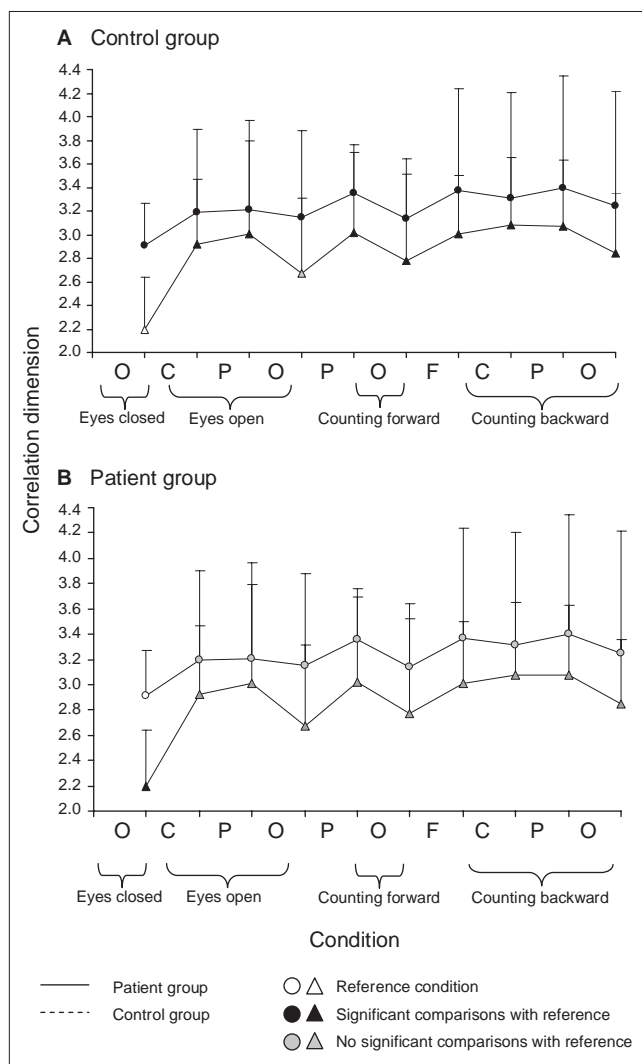 A Control group
4.4
4.2
4.0
3.8
3.6
3.4
3.2
3.0
2.8
2.6
2.4
2.2
2.0
O C P O P O F C P O
Eyes closed Eyes open Counting forward Counting backward
Correlation dimension
B Patient group
4.4
4.2
4.0
3.8
3.6
3.4
3.2
3.0
2.8
2.6
2.4
2.2
2.0
O C P O P O F C P O
Eyes closed Eyes open Counting forward Counting backward
Condition
Patient group
Control group
Reference condition
Significant comparisons with reference
No significant comparisons with reference